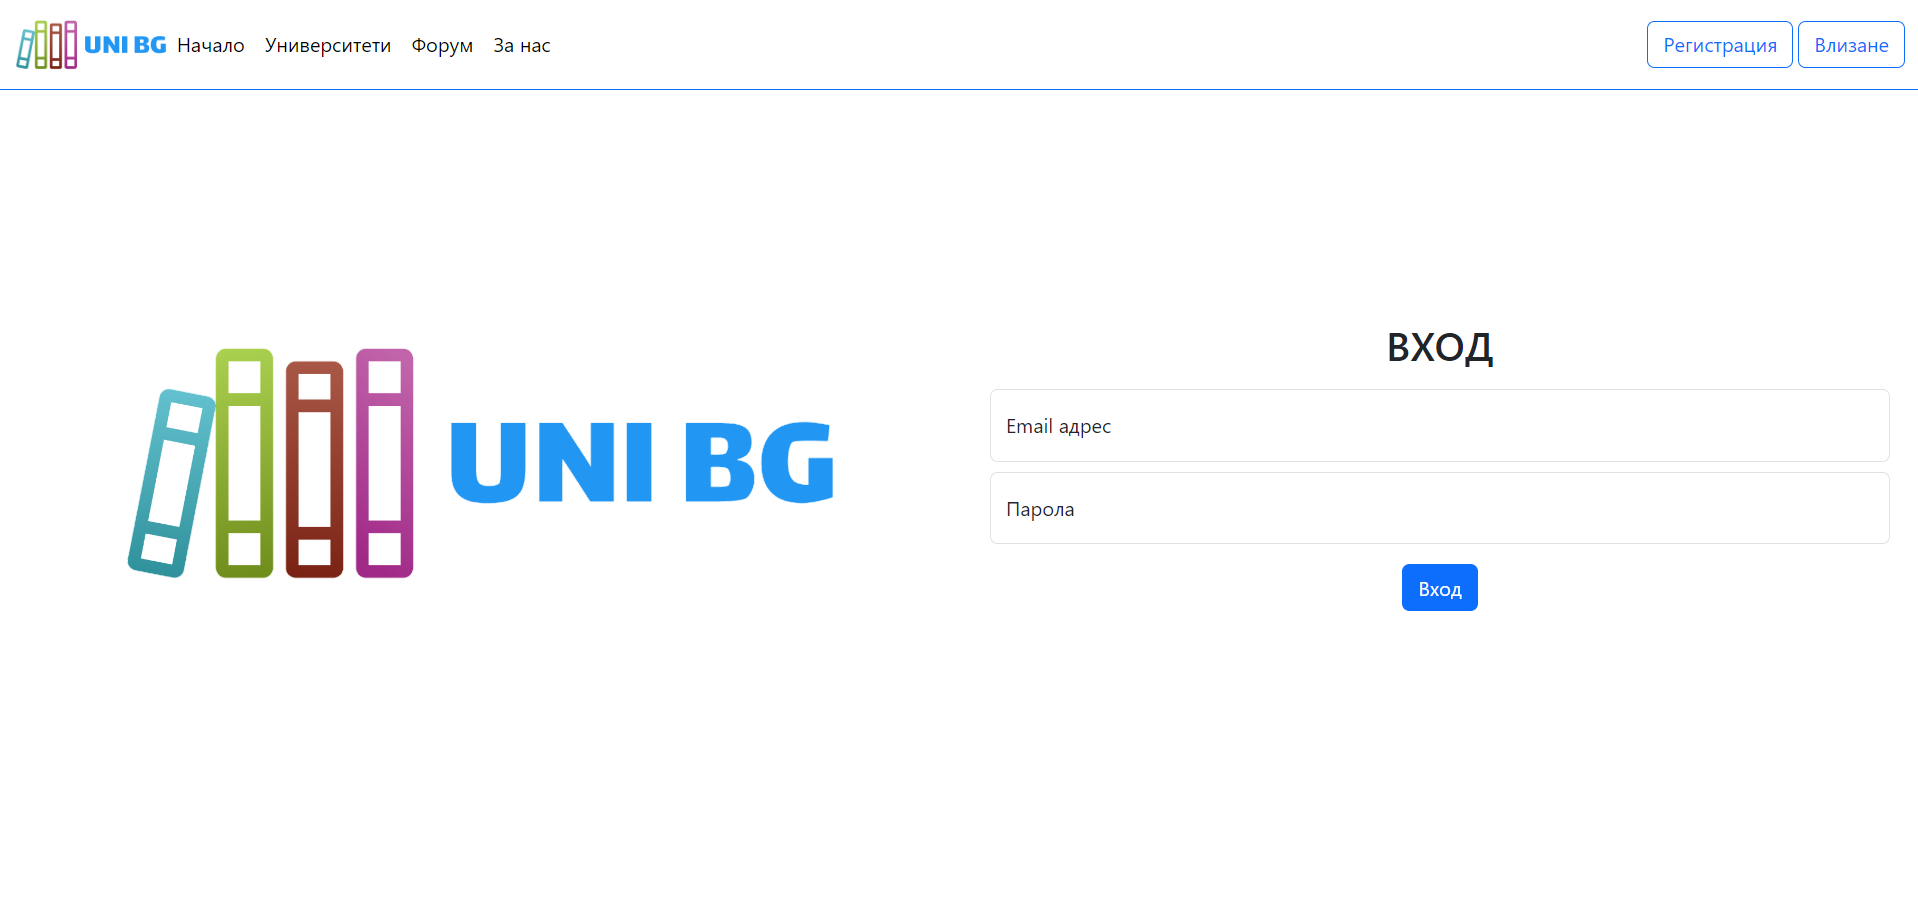 UNI BG Начало Университети Форум За нас Регистрация Влизане
UNI BG
ВХОД
Email адрес
Парола
Вход